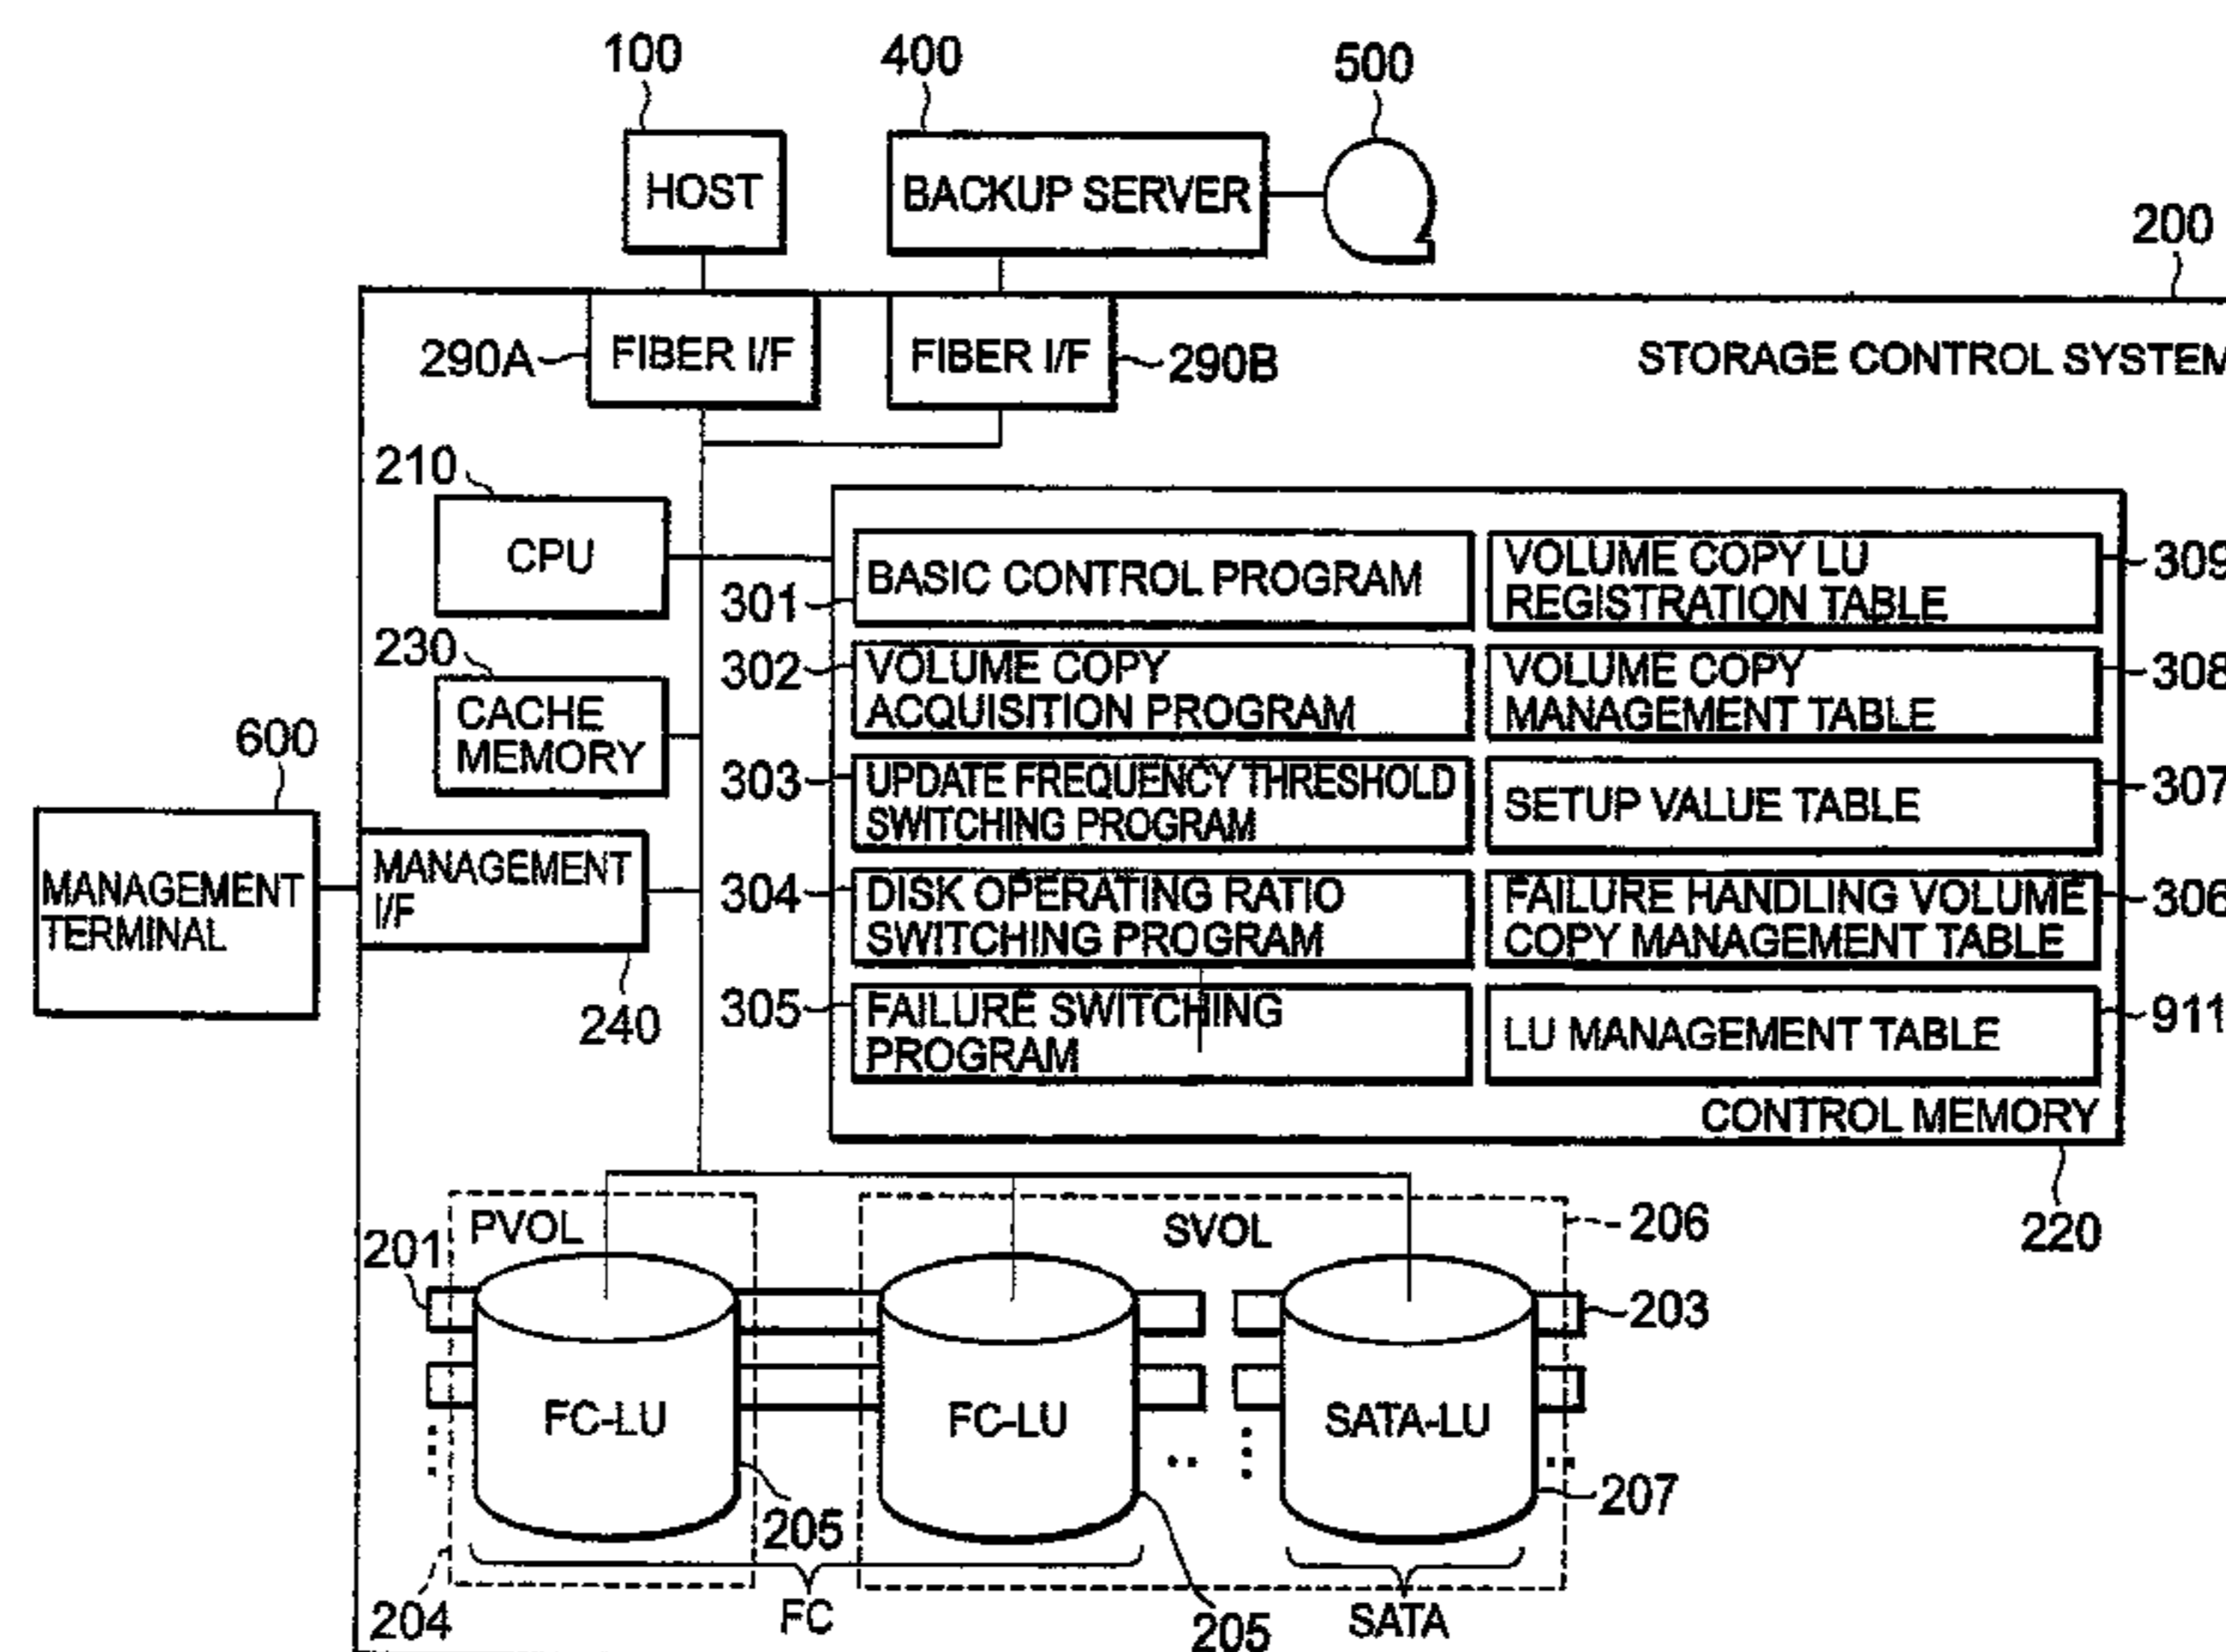 100
400
500
HOST
BACKUP SERVER
200
290A
FIBER I/F
FIBER I/F
290B
STORAGE CONTROL SYSTEM
210
CPU
230
CACHE
MEMORY
600
MANAGEMENT
TERMINAL
MANAGEMENT
I/F
240
301
BASIC CONTROL PROGRAM
VOLUME COPY LU
REGISTRATION TABLE
309
302
VOLUME COPY
ACQUISITION PROGRAM
VOLUME COPY
MANAGEMENT TABLE
308
303
UPDATE FREQUENCY THRESHOLD
SWITCHING PROGRAM
SETUP VALUE TABLE
307
304
DISK OPERATING RATIO
SWITCHING PROGRAM
FAILURE HANDLING VOLUME
COPY MANAGEMENT TABLE
306
305
FAILURE SWITCHING
PROGRAM
LU MANAGEMENT TABLE
911
CONTROL MEMORY
220
PVOL
SVOL
206
201
203
FC-LU
FC-LU
SATA-LU
205
207
204
FC
205
SATA